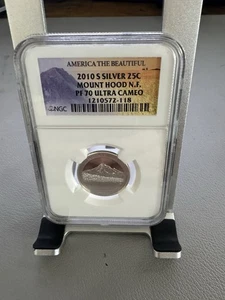 AMERICA THE BEAUTIFUL
2010 S SILVER 25C
MOUNT HOOD N.F.
PF 70 ULTRA CAMEO
1210572-118
NGC